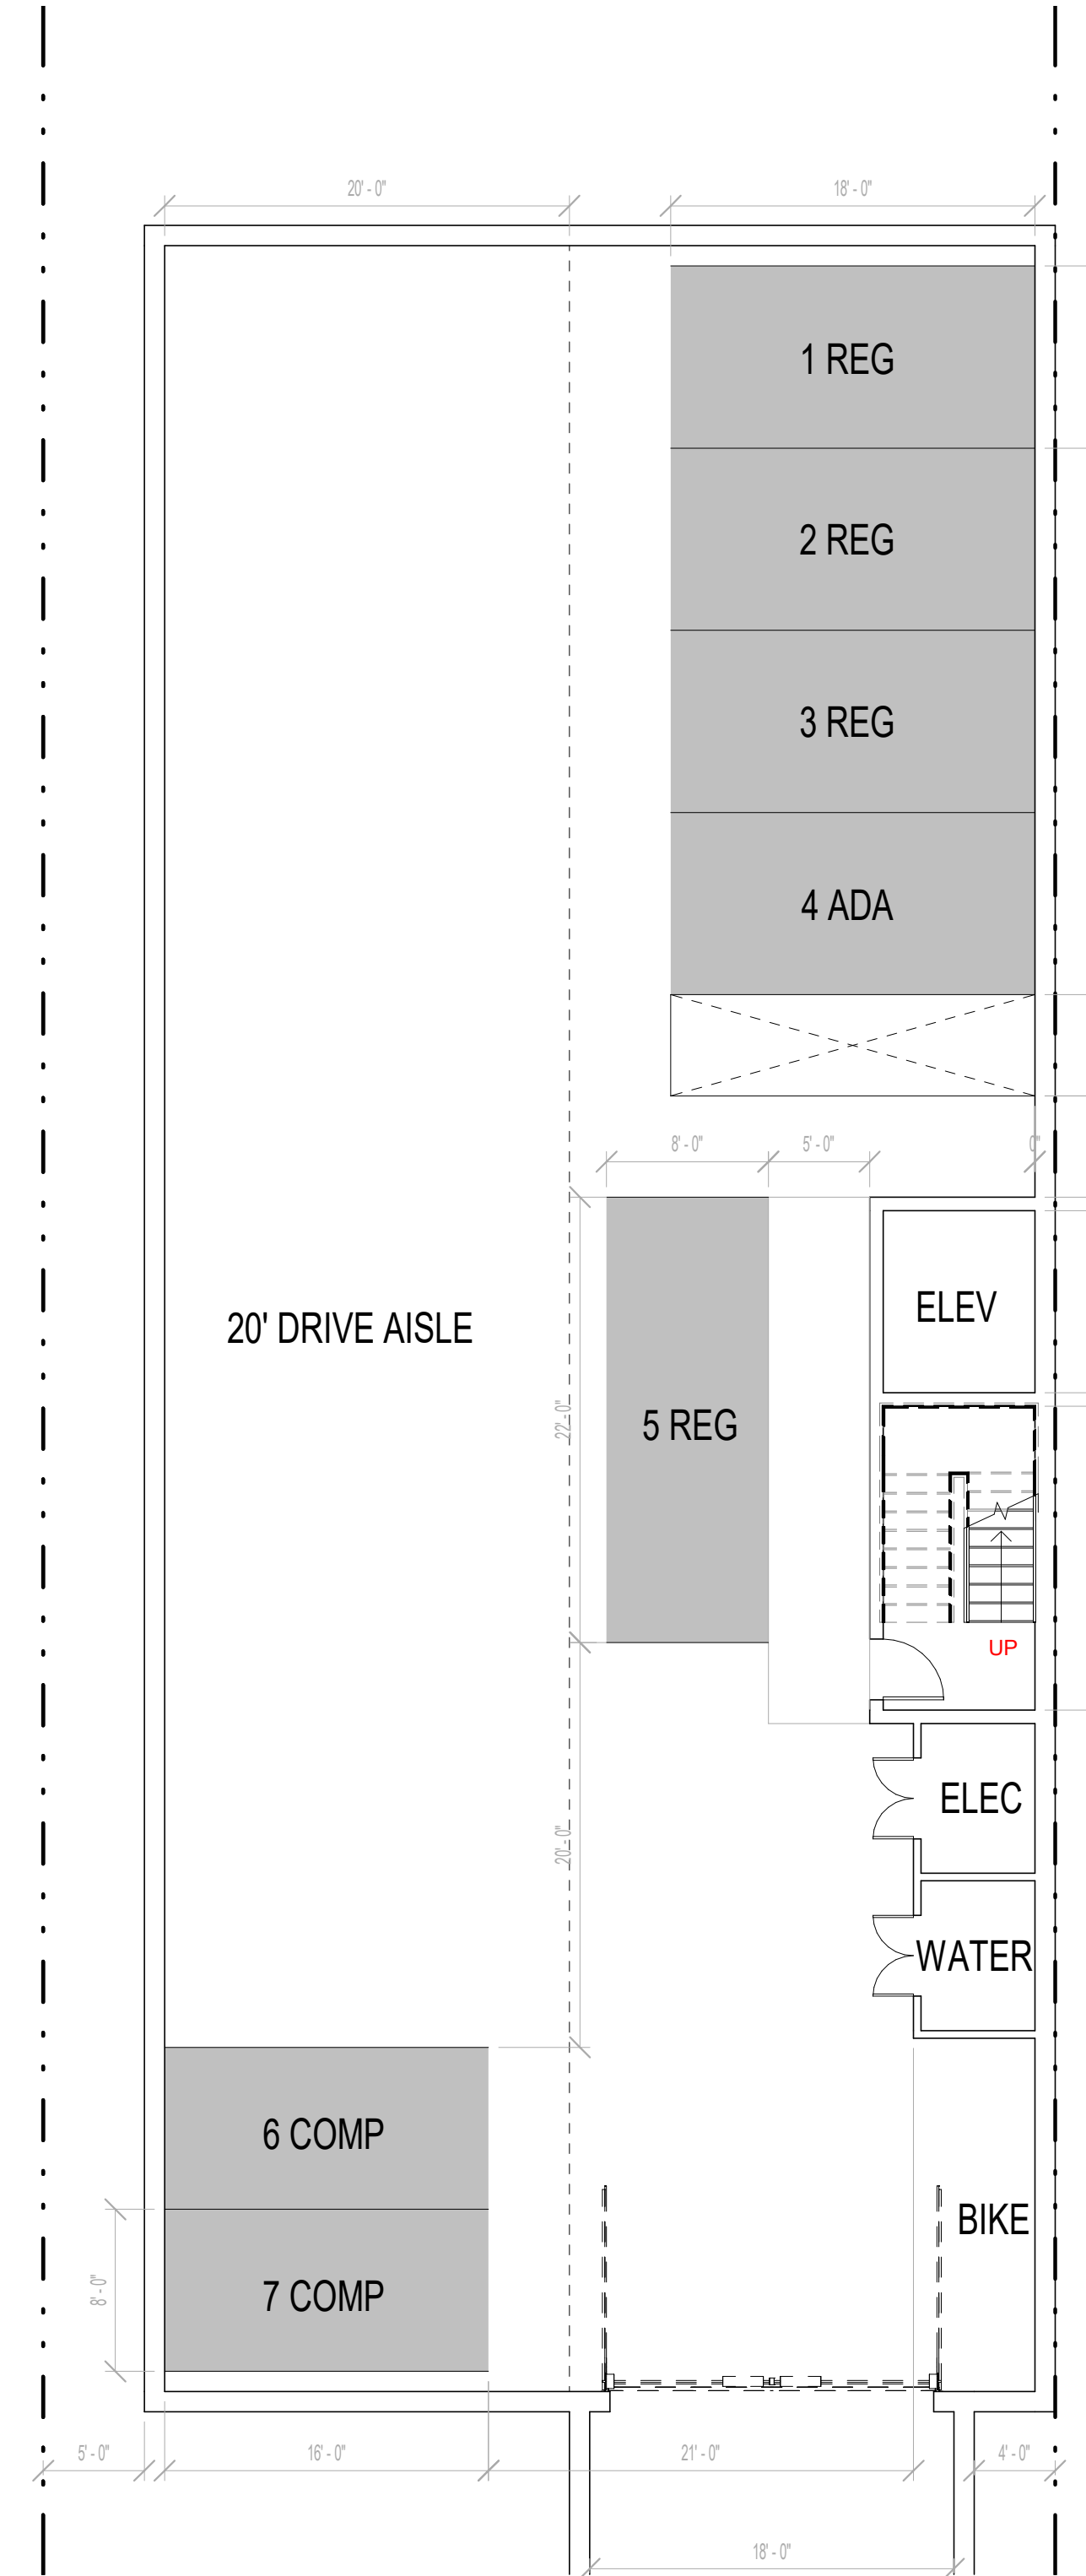 20' - 0"
18' - 0"
1 REG
2 REG
3 REG
4 ADA
8' - 0"
5' - 0"
0"
ELEV
20' DRIVE AISLE
22' - 0"
5 REG
UP
ELEC
20' - 0"
WATER
6 COMP
BIKE
7 COMP
8' - 0"
5' - 0"
16' - 0"
21' - 0"
4' - 0"
18' - 0"